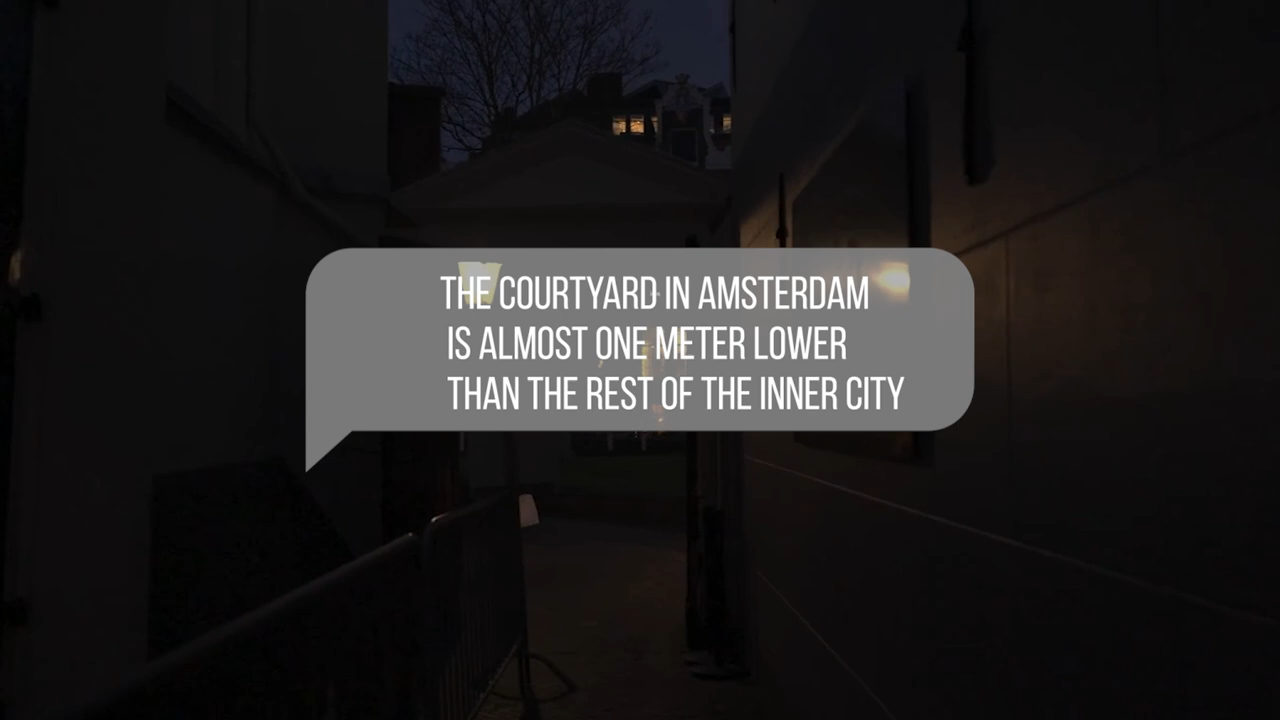 THE COURTYARD IN AMSTERDAM
IS ALMOST ONE METER LOWER
THAN THE REST OF THE INNER CITY